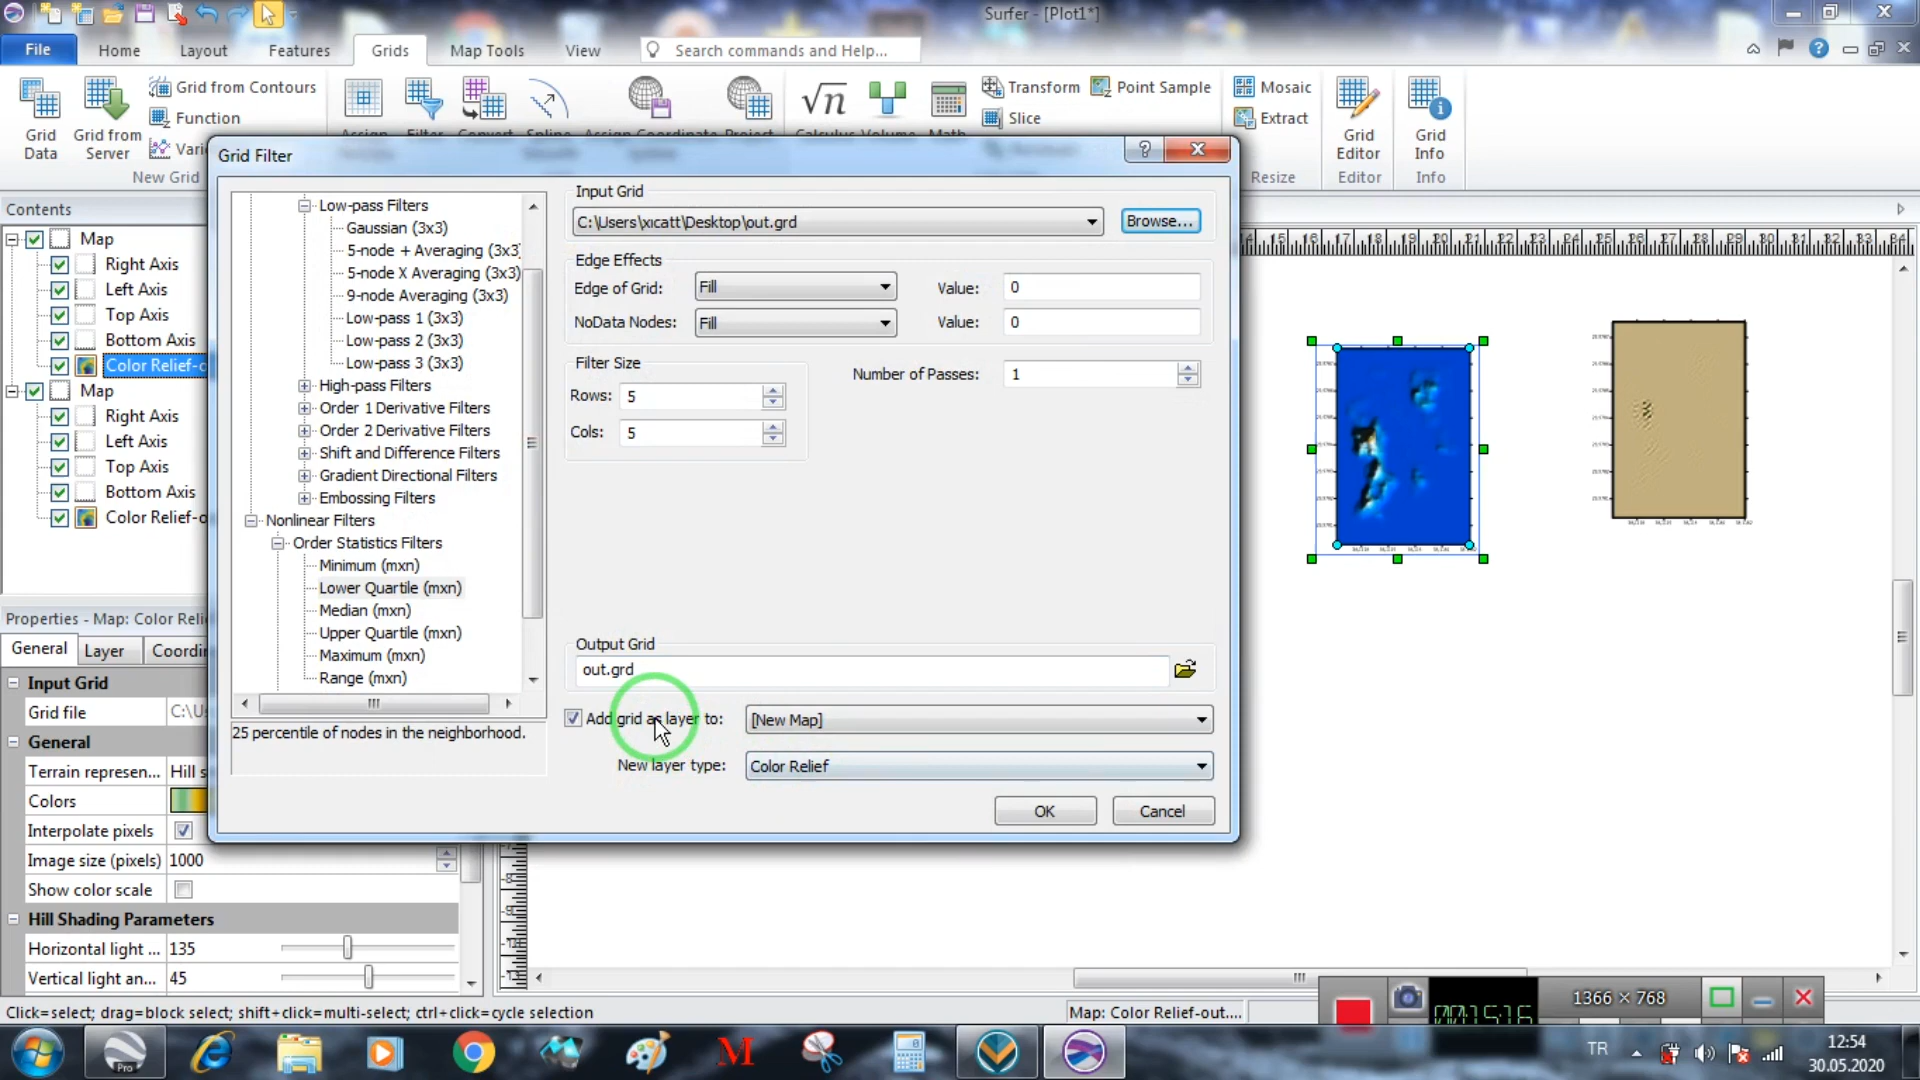 Surfer - [Plot1*]
File
Home
Layout
Features
Grids
Map Tools
View
Search commands and Help...
Grid Data
Grid from Server
Grid from Contours
Function
New Grid
Transform
Point Sample
Slice
Mosaic
Extract
Resize
Grid Editor
Editor
Grid Info
Info
Contents
Map
Right Axis
Left Axis
Top Axis
Bottom Axis
Color Relief-o
Map
Right Axis
Left Axis
Top Axis
Bottom Axis
Color Relief-o
Grid Filter
Low-pass Filters
Gaussian (3x3)
5-node + Averaging (3x3)
5-node X Averaging (3x3)
9-node Averaging (3x3)
Low-pass 1 (3x3)
Low-pass 2 (3x3)
Low-pass 3 (3x3)
High-pass Filters
Order 1 Derivative Filters
Order 2 Derivative Filters
Shift and Difference Filters
Gradient Directional Filters
Embossing Filters
Nonlinear Filters
Order Statistics Filters
Minimum (mxn)
Lower Quartile (mxn)
Median (mxn)
Upper Quartile (mxn)
Maximum (mxn)
Range (mxn)
25 percentile of nodes in the neighborhood.
Input Grid
C:\Users\xıcatt\Desktop\out.grd
Browse...
Edge Effects
Edge of Grid: Fill Value: 0
NoData Nodes: Fill Value: 0
Filter Size
Rows: 5
Cols: 5
Number of Passes: 1
Output Grid
out.grd
Add grid as layer to: [New Map]
New layer type: Color Relief
OK
Cancel
Properties - Map: Color Reli
General
Layer
Coordi
Input Grid
Grid file
General
Terrain represen... Hill s
Colors
Interpolate pixels
Image size (pixels) 1000
Show color scale
Hill Shading Parameters
Horizontal light ... 135
Vertical light an... 45
Click=select; drag=block select; shift+click=multi-select; ctrl+click=cycle selection
Map: Color Relief-out....
1366 × 768
Pro
M
TR
12:54
30.05.2020